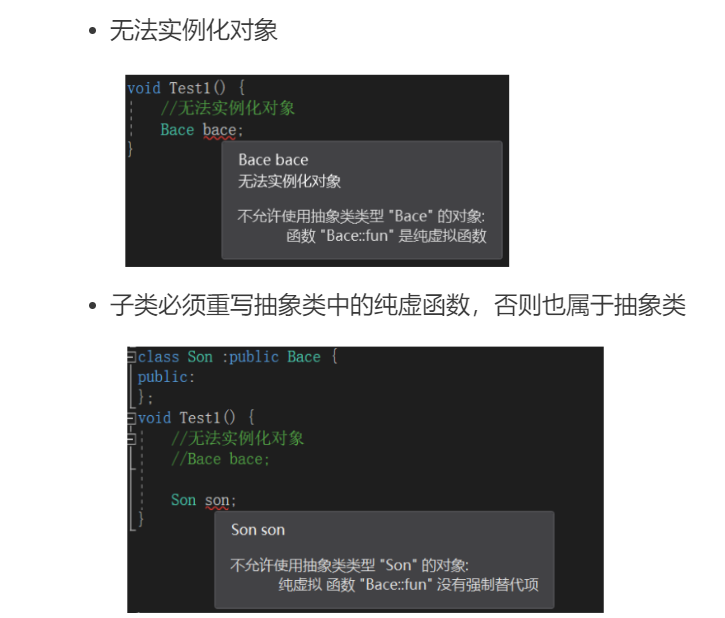 • 无法实例化对象
void Test1() {
//无法实例化对象
Bace bace;
}
Bace bace
无法实例化对象
不允许使用抽象类类型 "Bace" 的对象:
函数 "Bace::fun" 是纯虚拟函数
• 子类必须重写抽象类中的纯虚函数，否则也属于抽象类
class Son :public Bace {
public:
};
void Test1() {
//无法实例化对象
//Bace bace;
Son son;
}
Son son
不允许使用抽象类类型 "Son" 的对象:
纯虚拟 函数 "Bace::fun" 没有强制替代项